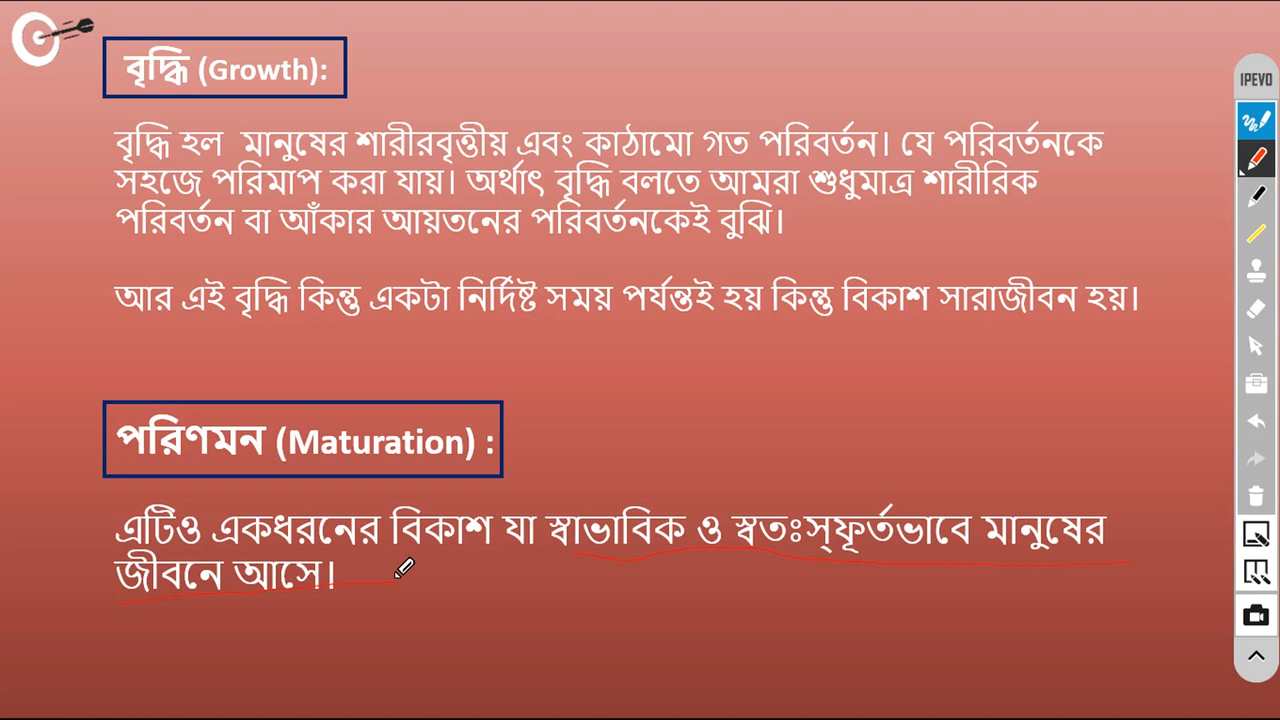 বৃদ্ধি (Growth):
বৃদ্ধি হল মানুষের শারীরবৃত্তীয় এবং কাঠামো গত পরিবর্তন। যে পরিবর্তনকে
সহজে পরিমাপ করা যায়। অর্থাৎ বৃদ্ধি বলতে আমরা শুধুমাত্র শারীরিক
পরিবর্তন বা আঁকার আয়তনের পরিবর্তনকেই বুঝি।
আর এই বৃদ্ধি কিন্তু একটা নির্দিষ্ট সময় পর্যন্তই হয় কিন্তু বিকাশ সারাজীবন হয়।
পরিণমন (Maturation) :
এটিও একধরনের বিকাশ যা স্বাভাবিক ও স্বতঃস্ফূর্তভাবে মানুষের
জীবনে আসে।
IPEVO